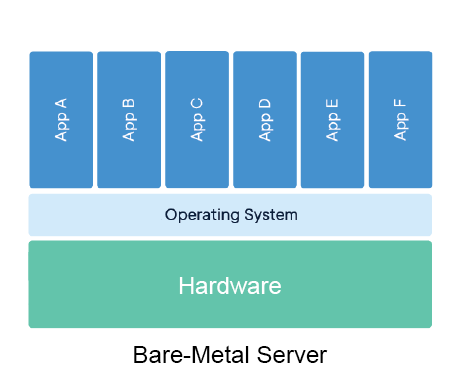 App A
App B
App C
App D
App E
App F
Operating System
Hardware
Bare-Metal Server